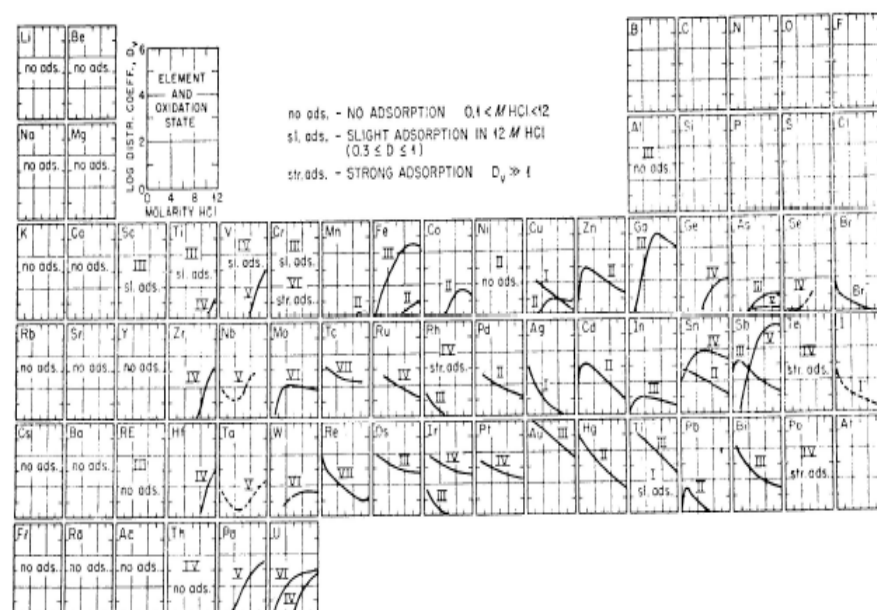 Li Be B C N O F
no ads. no ads.
LOG DISTR. COEFF., Dv
6
4
2
0
ELEMENT
AND
OXIDATION
STATE
0 4 8 12
MOLARITY HCl
no ads. - NO ADSORPTION 0.1 < M HCl < 12
sl. ads. - SLIGHT ADSORPTION IN 12 M HCl
(0.3 ≤ D ≤ 1)
str. ads. - STRONG ADSORPTION Dv ≫ 1
Na Mg Al Si P S Cl
no ads. no ads. III
no ads.
K Ca Sc Ti V Cr Mn Fe Co Ni Cu Zn Ga Ge As Se Br
no ads. no ads. III
sl. ads. III
sl. ads.
IV IV
sl. ads.
V III
sl. ads.
VI
str. ads. II III
II II II
no ads. I
II II III IV III
V IV Br⁻
Rb Sr Y Zr Nb Mo Tc Ru Rh Pd Ag Cd In Sn Sb Te I
no ads. no ads. no ads. IV V VI VII IV IV
str. ads.
III II I II III IV
II III
V IV
str. ads. I⁻
Cs Ba RE Hf Ta W Re Os Ir Pt Au Hg Tl Pb Bi Po At
no ads. no ads. III
no ads. IV V VI VII III IV
III IV III II III
I
sl. ads. II III IV
str. ads.
Fr Ra Ac Th Pa U
no ads. no ads. no ads. IV
no ads. V VI
IV